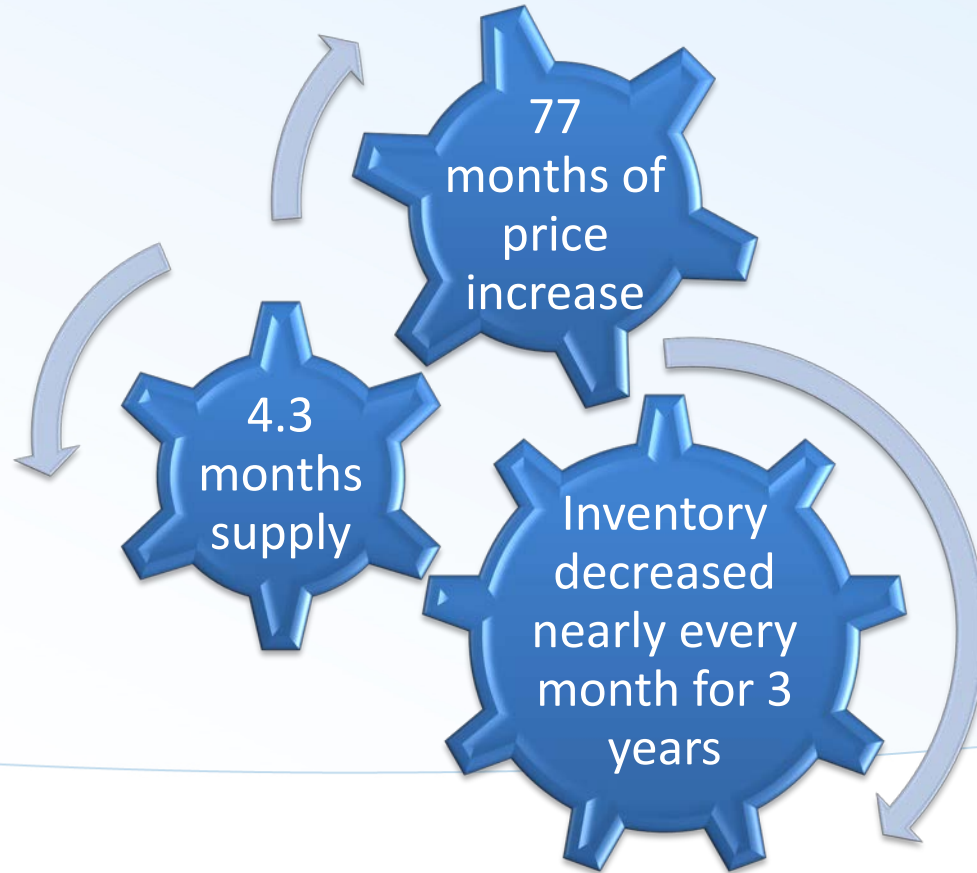 77
months of
price
increase
4.3
months
supply
Inventory
decreased
nearly every
month for 3
years